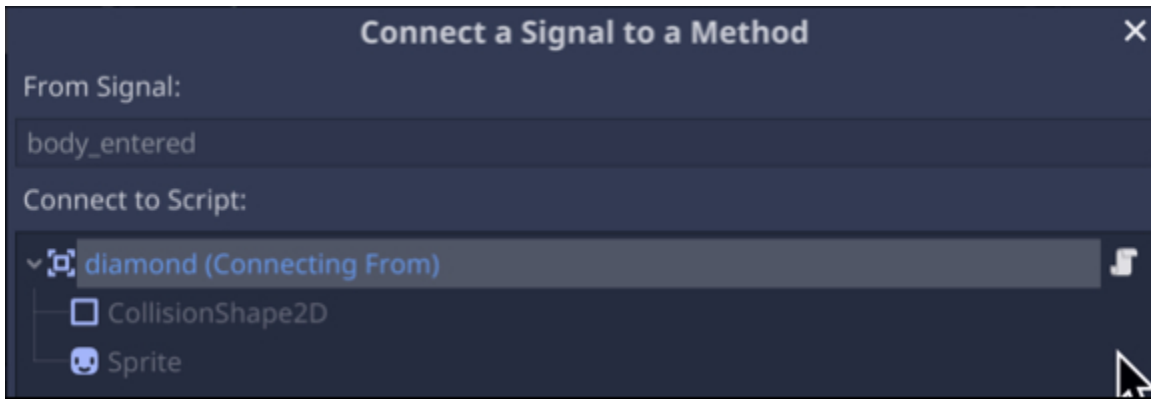 Connect a Signal to a Method
From Signal:
body_entered
Connect to Script:
diamond (Connecting From)
CollisionShape2D
Sprite